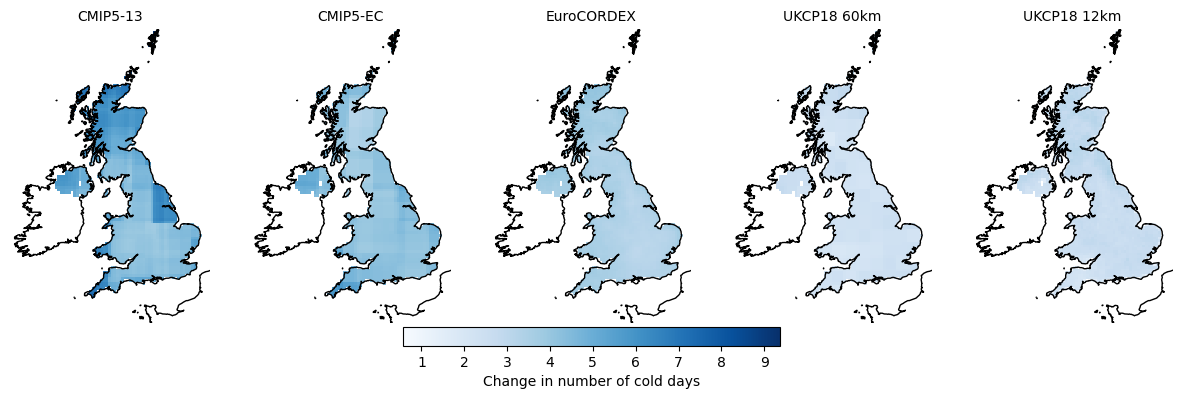 CMIP5-13 CMIP5-EC EuroCORDEX UKCP18 60km UKCP18 12km
1 2 3 4 5 6 7 8 9
Change in number of cold days